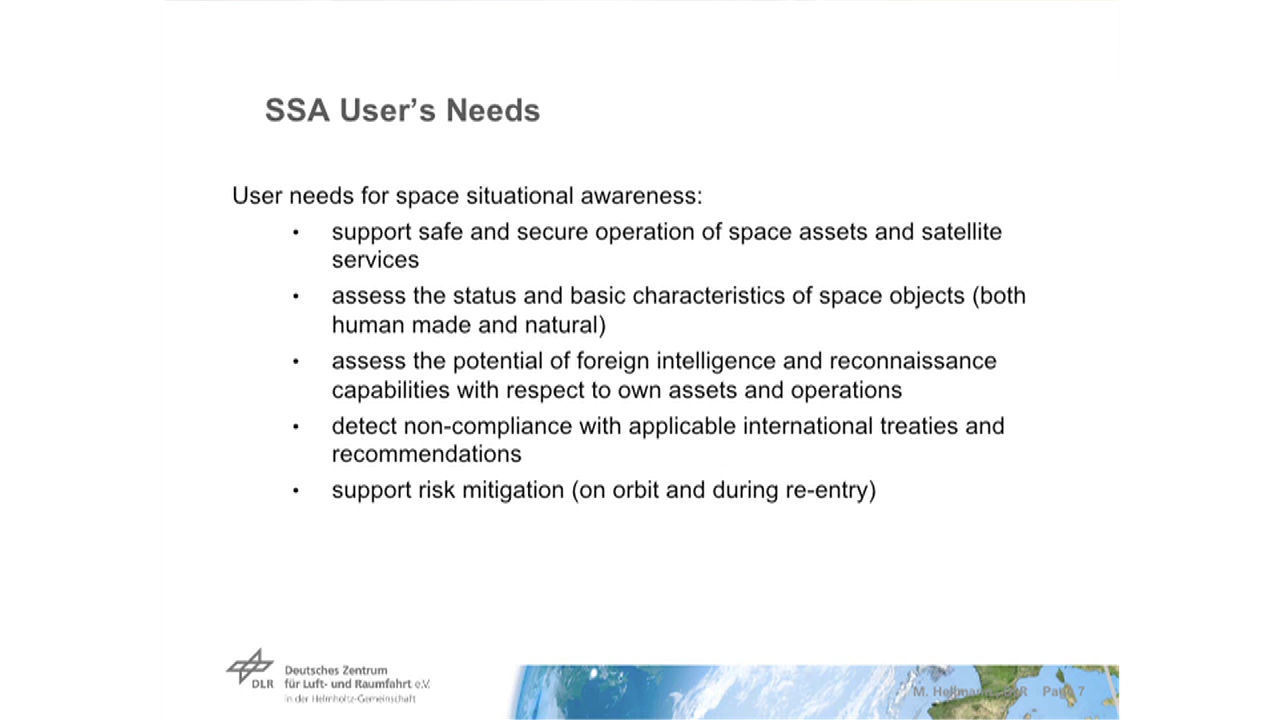 SSA User's Needs
User needs for space situational awareness:
• support safe and secure operation of space assets and satellite
services
• assess the status and basic characteristics of space objects (both
human made and natural)
• assess the potential of foreign intelligence and reconnaissance
capabilities with respect to own assets and operations
• detect non-compliance with applicable international treaties and
recommendations
• support risk mitigation (on orbit and during re-entry)
DLR
Deutsches Zentrum
für Luft- und Raumfahrt e.V.
in der Helmholtz-Gemeinschaft
M. Hellmann, DLR Page 7